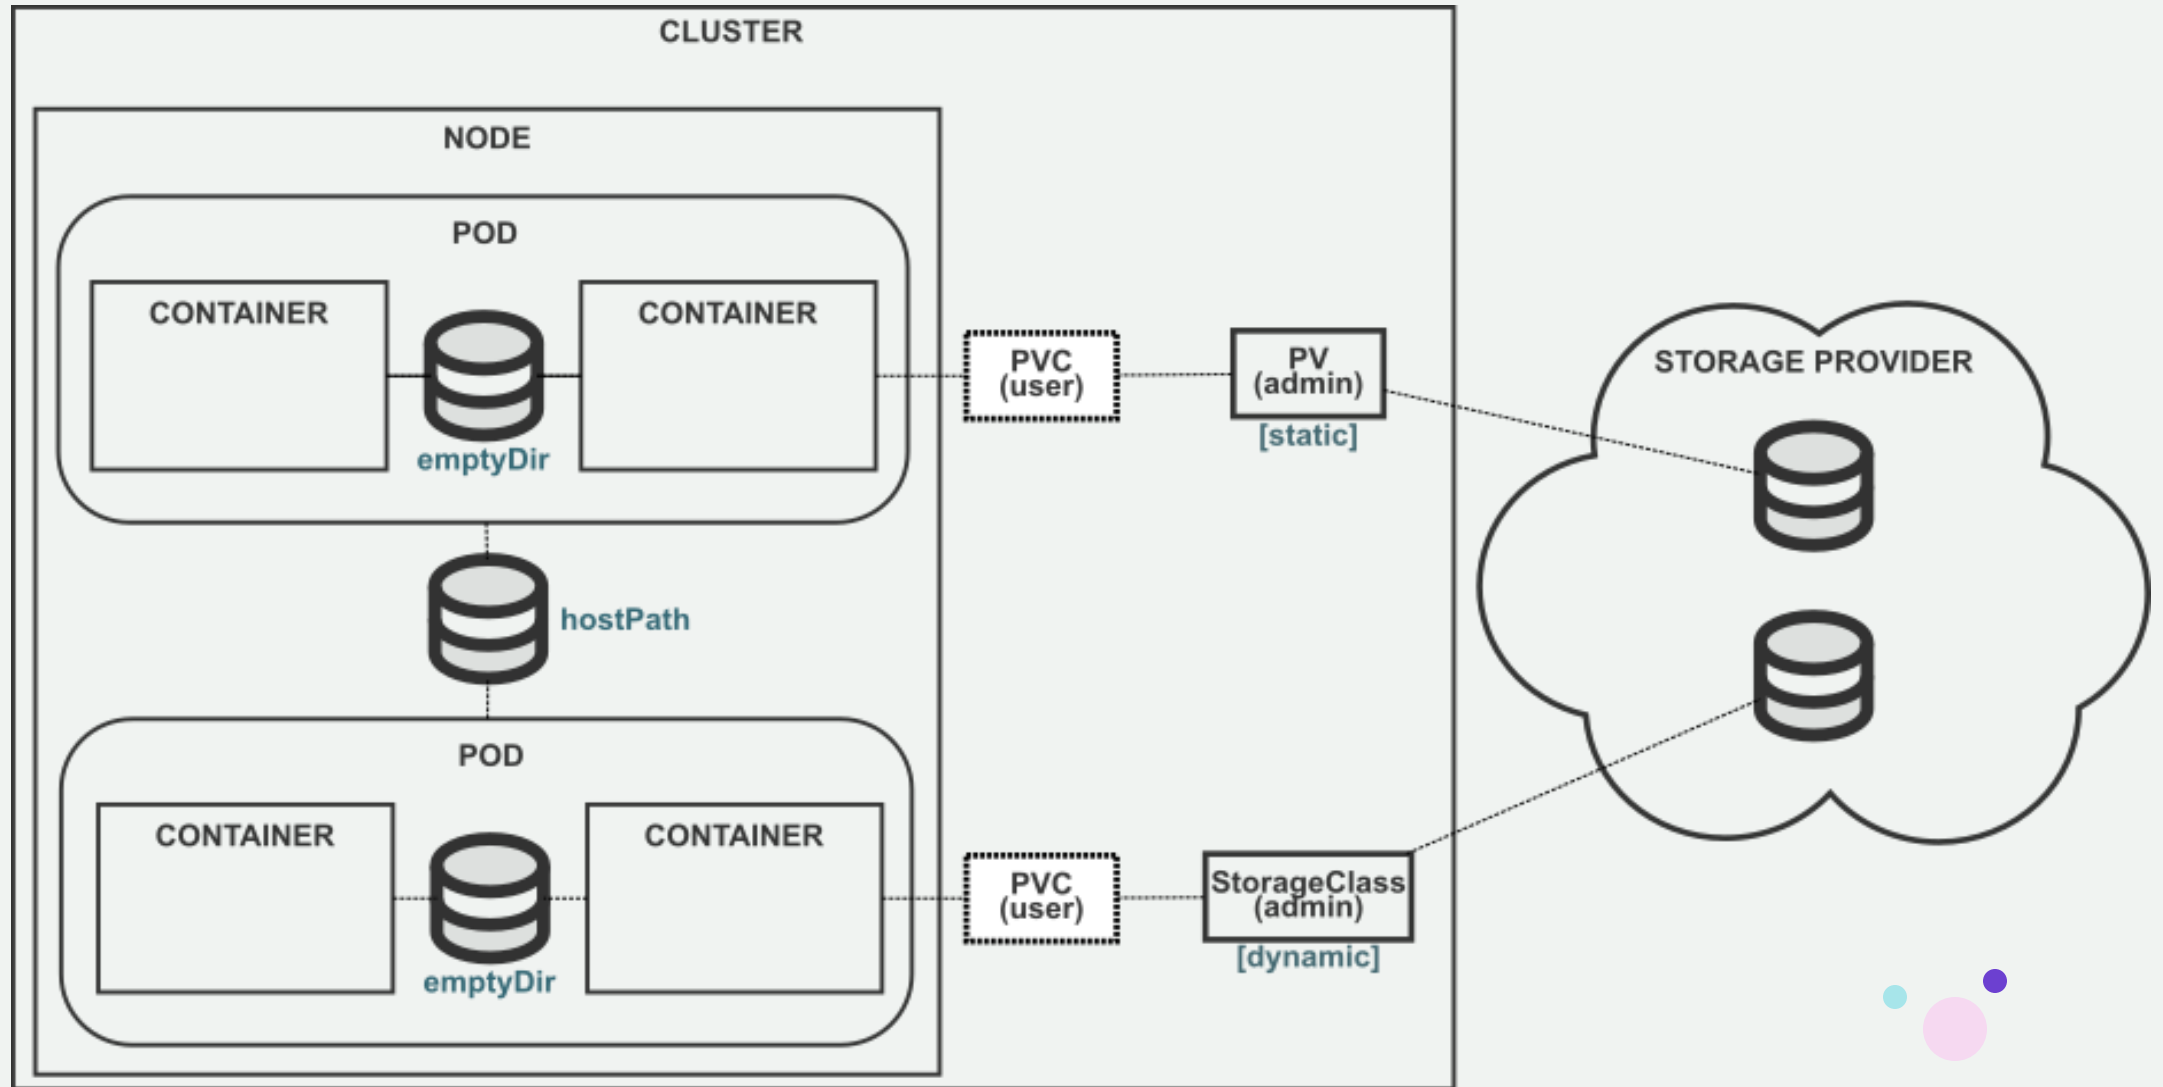 CLUSTER
NODE
POD
CONTAINER
CONTAINER
emptyDir
PVC
(user)
PV
(admin)
[static]
STORAGE PROVIDER
hostPath
POD
CONTAINER
CONTAINER
emptyDir
PVC
(user)
StorageClass
(admin)
[dynamic]